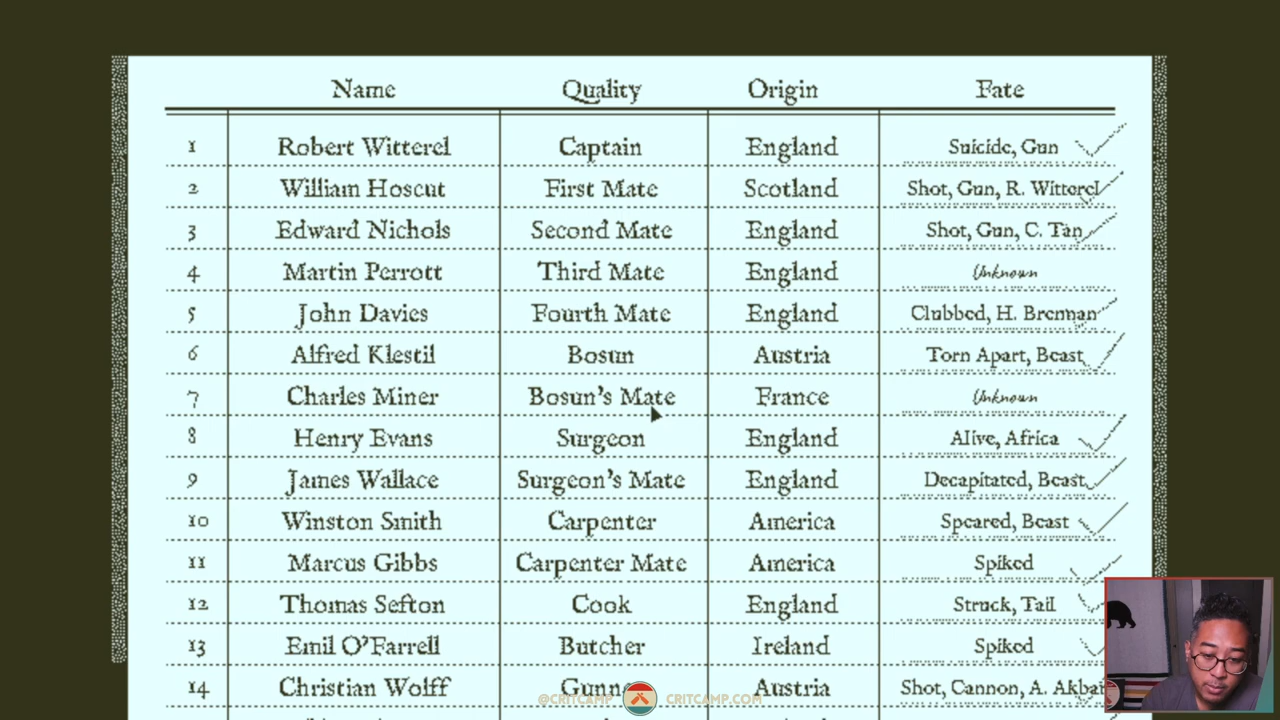 Name Quality Origin Fate
1 Robert Witterel Captain England Suicide, Gun
2 William Hoscut First Mate Scotland Shot, Gun, R. Witterel
3 Edward Nichols Second Mate England Shot, Gun, C. Tan
4 Martin Perrott Third Mate England Unknown
5 John Davies Fourth Mate England Clubbed, H. Brennan
6 Alfred Klestil Bosun Austria Torn Apart, Beast
7 Charles Miner Bosun's Mate France Unknown
8 Henry Evans Surgeon England Alive, Africa
9 James Wallace Surgeon's Mate England Decapitated, Beast
10 Winston Smith Carpenter America Speared, Beast
11 Marcus Gibbs Carpenter Mate America Spiked
12 Thomas Sefton Cook England Struck, Tail
13 Emil O'Farrell Butcher Ireland Spiked
14 Christian Wolff Austria Shot, Cannon, A.
@CRITCAMP CRITCAMP.COM